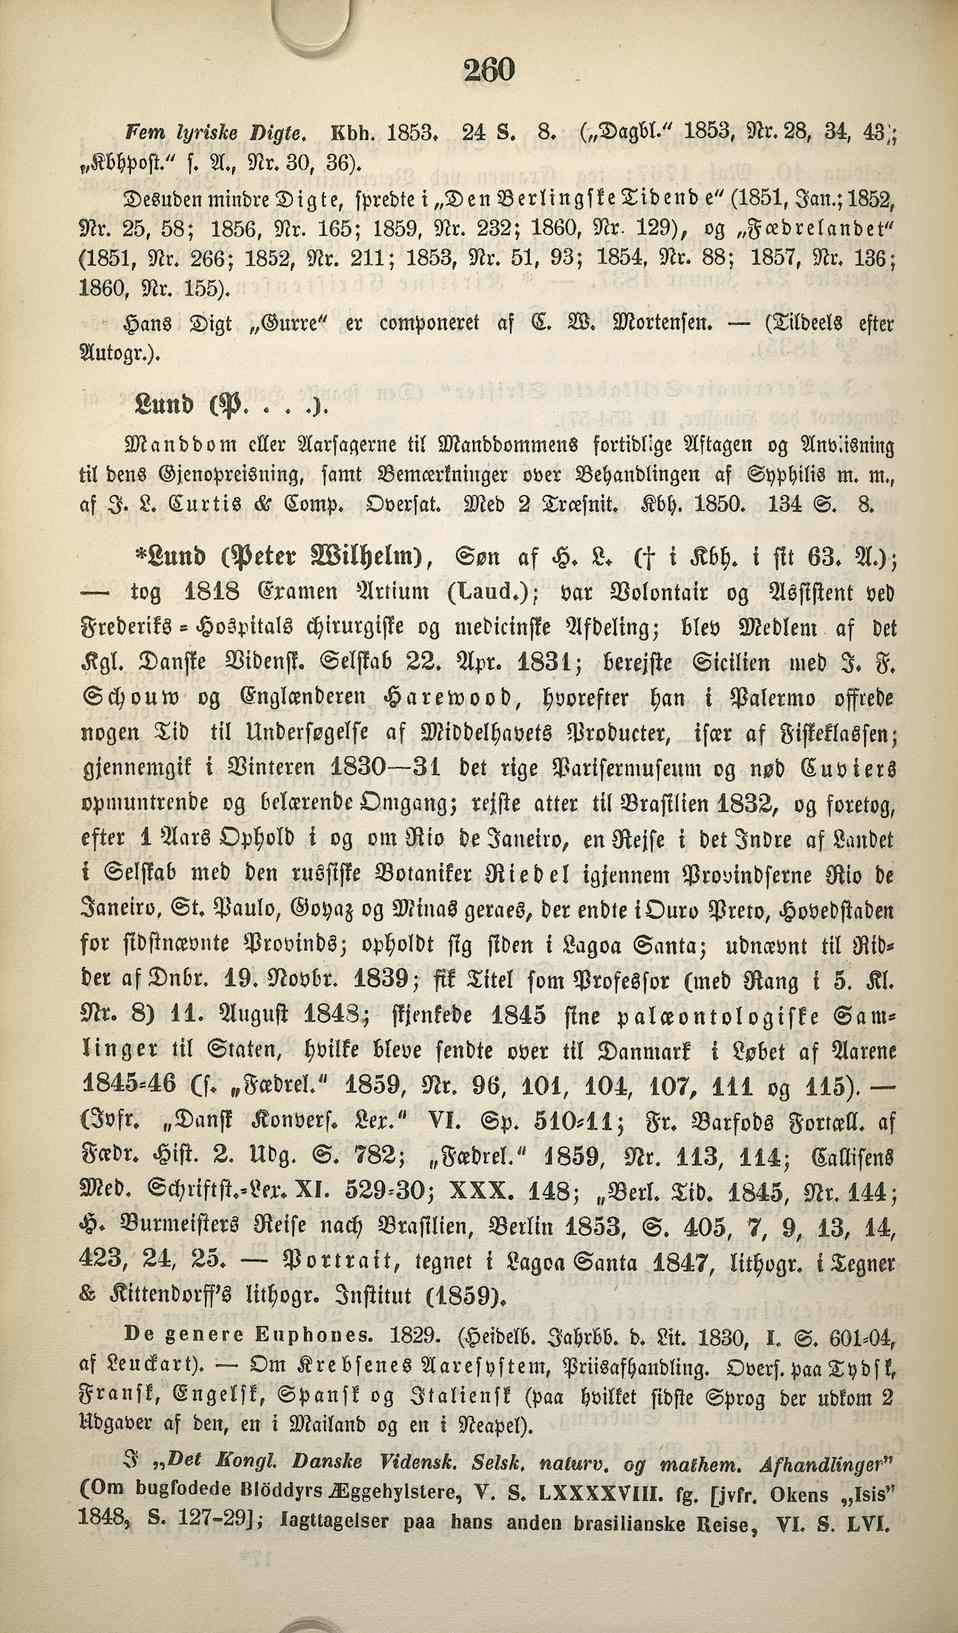 260
Fem lyriske Digte. Kbh. 1853. 24 S. 8. („Dagbl." 1853, Nr. 28, 34, 43;
„Kbhpost." s. A., Nr. 30, 36).
Desuden mindre Digte, spredte i „Den Berlingske Tidende" (1851, Jan.; 1852,
Nr. 25, 58; 1856, Nr. 165; 1859, Nr. 232; 1860, Nr. 129), og „Fædrelandet"
(1851, Nr. 266; 1852, Nr. 211; 1853, Nr. 51, 93; 1854, Nr. 88; 1857, Nr. 136;
1860, Nr. 155).
Hans Digt „Gurre" er componeret af C. W. Mortensen. — (Tildeels efter
Autogr.).
Lund (P. . . .).
Manddom eller Aarsagerne til Manddommens fortidlige Aftagen og Anviisning
til dens Gjenopreisning, samt Bemærkninger over Behandlingen af Syphilis m. m.,
af J. L. Curtis & Comp. Oversat. Med 2 Træsnit. Kbh. 1850. 134 S. 8.
*Lund (Peter Wilhelm), Søn af H. L. († i Kbh. i sit 63. A.);
— tog 1818 Examen Artium (Laud.); var Volontair og Assistent ved
Frederiks-Hospitals chirurgiske og medicinske Afdeling; blev Medlem af det
Kgl. Danske Vidensk. Selskab 22. Apr. 1831; berejste Sicilien med J. F.
Schouw og Englænderen Harewood, hvorefter han i Palermo offrede
nogen Tid til Undersøgelse af Middelhavets Producter, især af Fiskeklassen;
gjennemgik i Vinteren 1830—31 det rige Parisermuseum og nød Cuviers
opmuntrende og belærende Omgang; rejste atter til Brasilien 1832, og foretog,
efter 1 Aars Ophold i og om Rio de Janeiro, en Rejse i det Indre af Landet
i Selskab med den russiske Botaniker Riedel igjennem Provindserne Rio de
Janeiro, St. Paulo, Goyaz og Minas geraes, der endte i Ouro Preto, Hovedstaden
for sidstnævnte Provinds; opholdt sig siden i Lagoa Santa; udnævnt til Rid-
der af Dnbr. 19. Novbr. 1839; fik Titel som Professor (med Rang i 5. Kl.
Nr. 8) 11. August 1848; skjenkede 1845 sine palæontologiske Sam-
linger til Staten, hvilke bleve sendte over til Danmark i Løbet af Aarene
1845-46 (s. „Fædrel." 1859, Nr. 96, 101, 104, 107, 111 og 115). —
(Jvfr. „Dansk Konvers. Lex." VI. Sp. 510-11; Fr. Barfods Fortæll. af
Fædr. Hist. 2. Udg. S. 782; „Fædrel." 1859, Nr. 113, 114; Callisens
Med. Schriftst.-Lex. XI. 529-30; XXX. 148; „Berl. Tid. 1845, Nr. 144;
H. Burmeisters Reise nach Brasilien, Berlin 1853, S. 405, 7, 9, 13, 14,
423, 24, 25. — Portrait, tegnet i Lagoa Santa 1847, lithogr. i Tegner
& Kittendorff's lithogr. Institut (1859).
De genere Euphones. 1829. (Heidelb. Jahrbb. d. Lit. 1830, I. S. 601-04,
af Leuckart). — Om Krebsenes Aaresystem, Priisafhandling. Overs. paa Tydsk,
Fransk, Engelsk, Spansk og Italiensk (paa hvilket sidste Sprog der udkom 2
Udgaver af den, en i Mailand og en i Neapel).
I „Det Kongl. Danske Vidensk. Selsk. naturv. og mathem. Afhandlinger"
(Om bugfodede Blöddyrs Æggehylstere, V. S. LXXXXVIII. fg. [jvfr. Okens „Isis"
1848, S. 127-29]; Iagttagelser paa hans anden brasilianske Reise, VI. S. LVI.